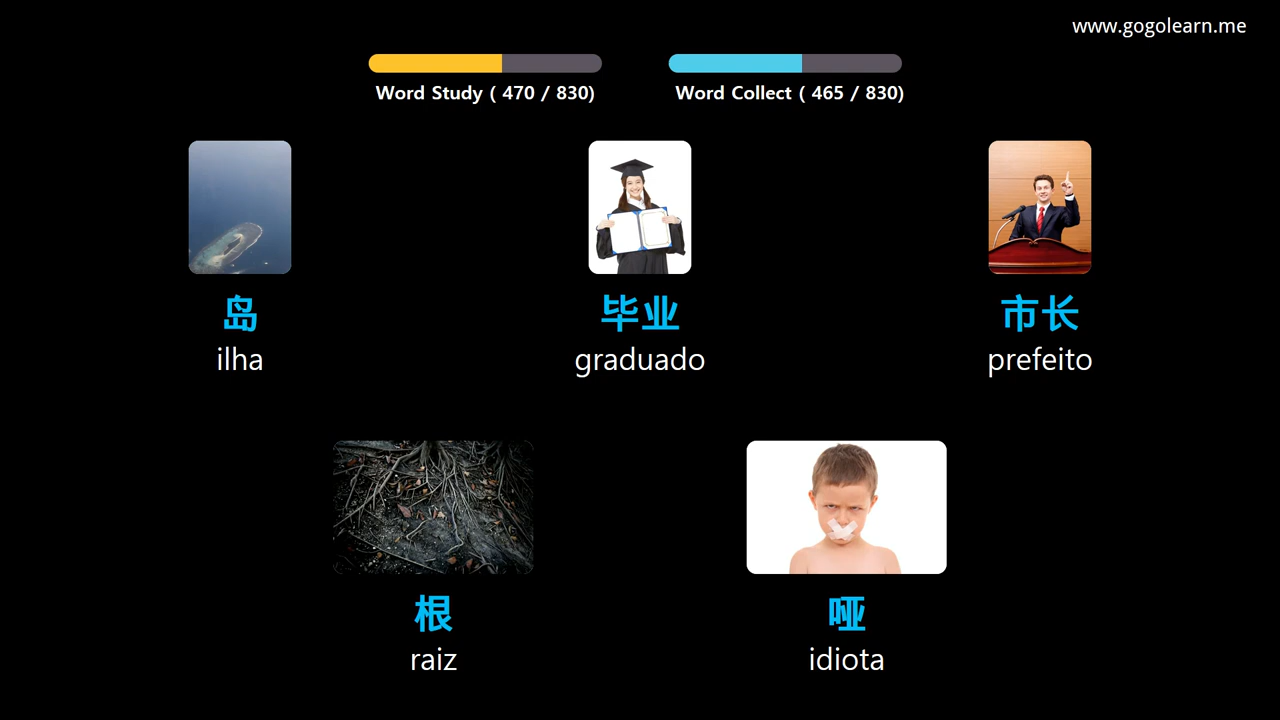 www.gogolearn.me
Word Study ( 470 / 830)
Word Collect ( 465 / 830)
岛
ilha
毕业
graduado
市长
prefeito
根
raiz
哑
idiota